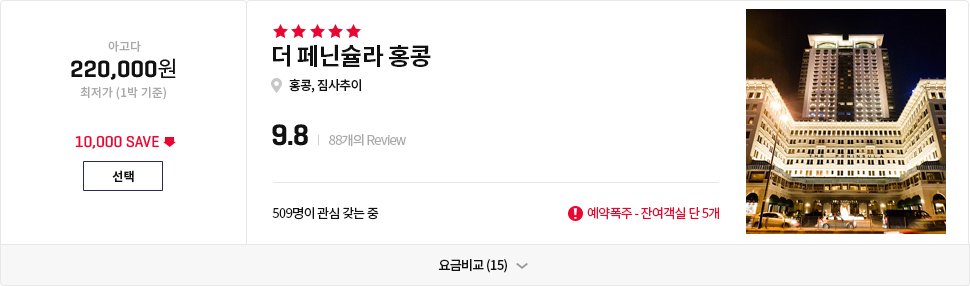 아고다
220,000원
최저가 (1박 기준)
10,000 SAVE
선택
더 페닌슐라 홍콩
홍콩, 짐사추이
9.8
88개의 Review
509명이 관심 갖는 중
예약폭주 - 잔여객실 단 5개
요금비교 (15)